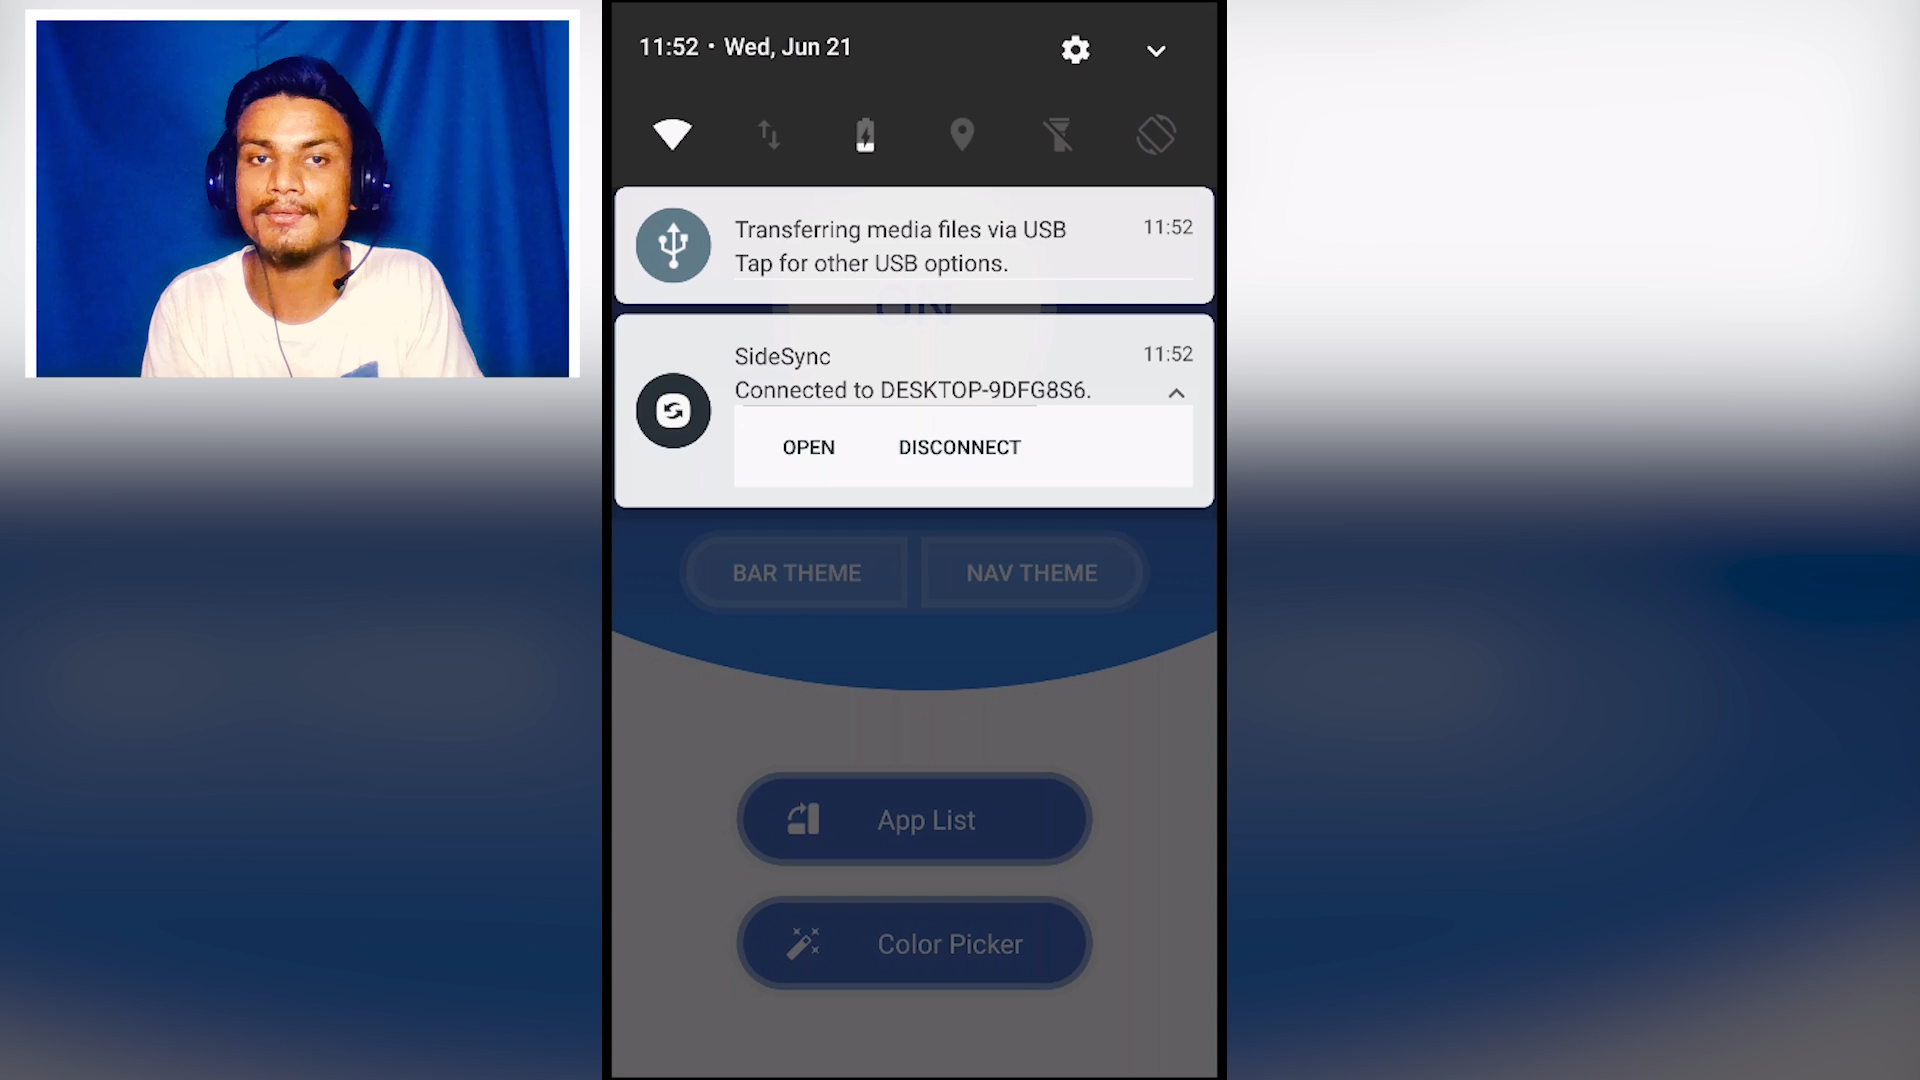 11:52 • Wed, Jun 21
Transferring media files via USB
11:52
Tap for other USB options.
ON
SideSync
11:52
Connected to DESKTOP-9DFG8S6.
OPEN
DISCONNECT
BAR THEME
NAV THEME
App List
Color Picker